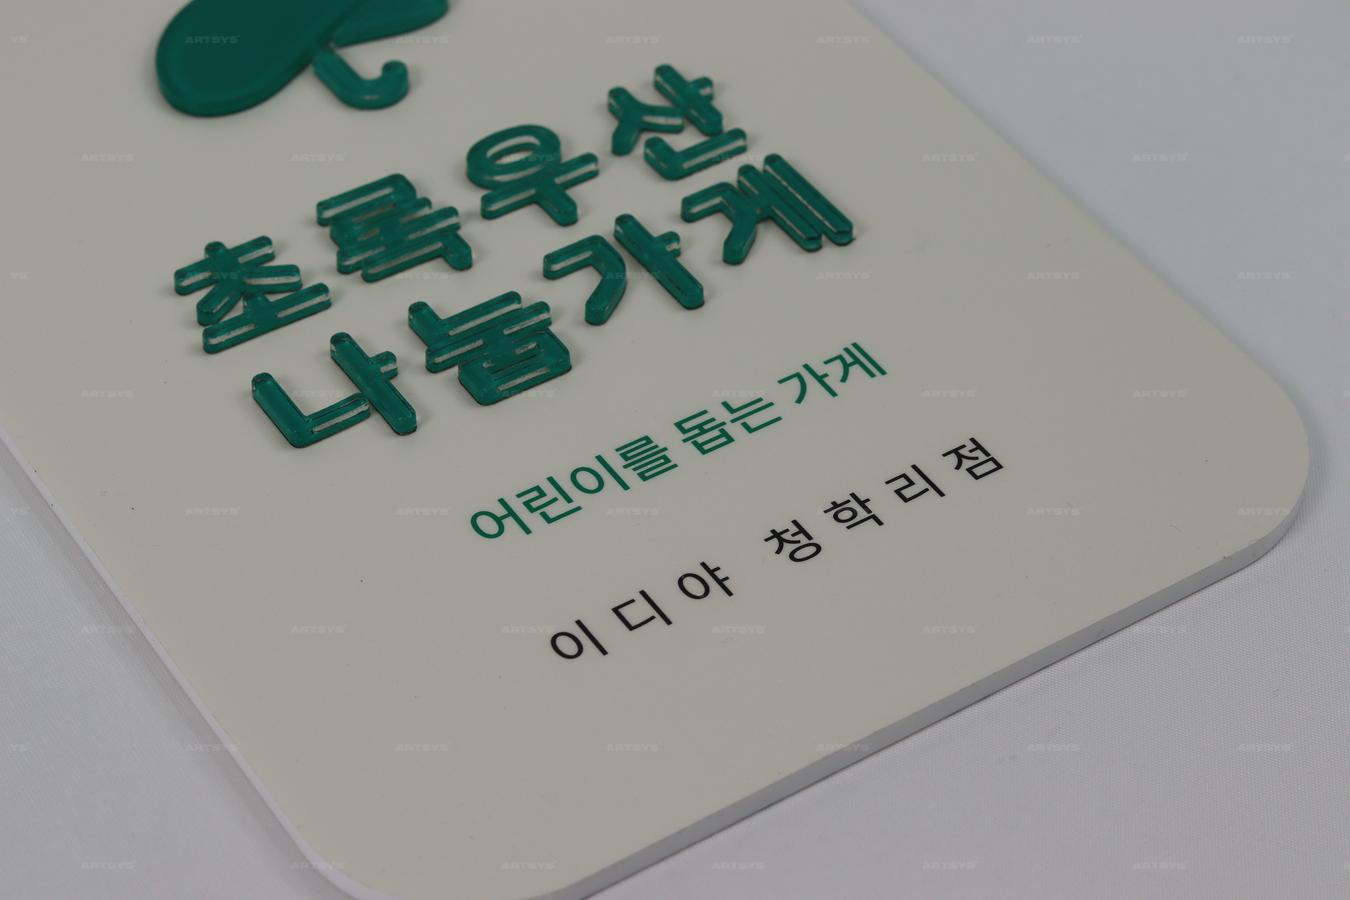 초록우산
나눔가게
어린이를 돕는 가게
이디야 청학리점
ARTSYS